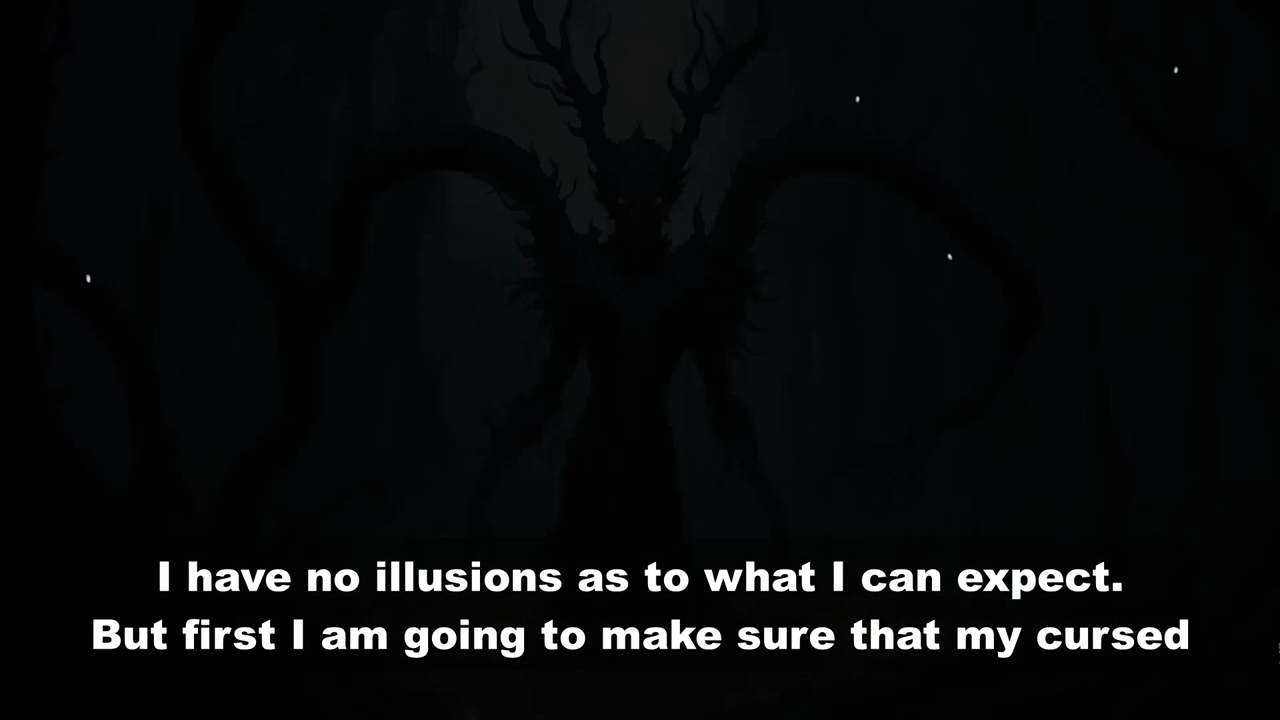 I have no illusions as to what I can expect.
But first I am going to make sure that my cursed